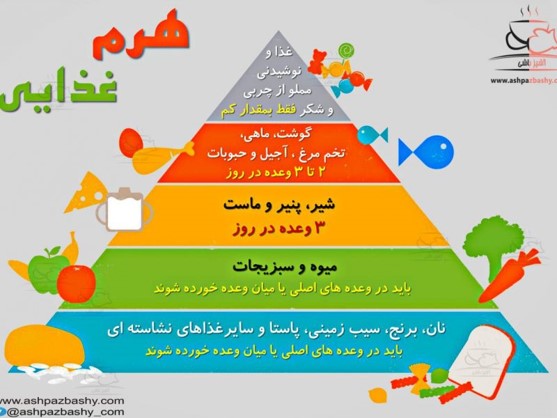 هرم
غذایی
آشپز باشی
www.ashpazbashy.com
غذا و
نوشیدنی
مملو از چربی
و شکر فقط بمقدار کم
گوشت، ماهی،
تخم مرغ ، آجیل و حبوبات
۲ تا ۳ وعده در روز
شیر، پنیر و ماست
۳ وعده در روز
میوه و سبزیجات
باید در وعده های اصلی یا میان وعده خورده شوند
نان، برنج، سیب زمینی، پاستا و سایرغذاهای نشاسته ای
باید در وعده های اصلی یا میان وعده خورده شوند
www.ashpazbashy.com
@ashpazbashy_com